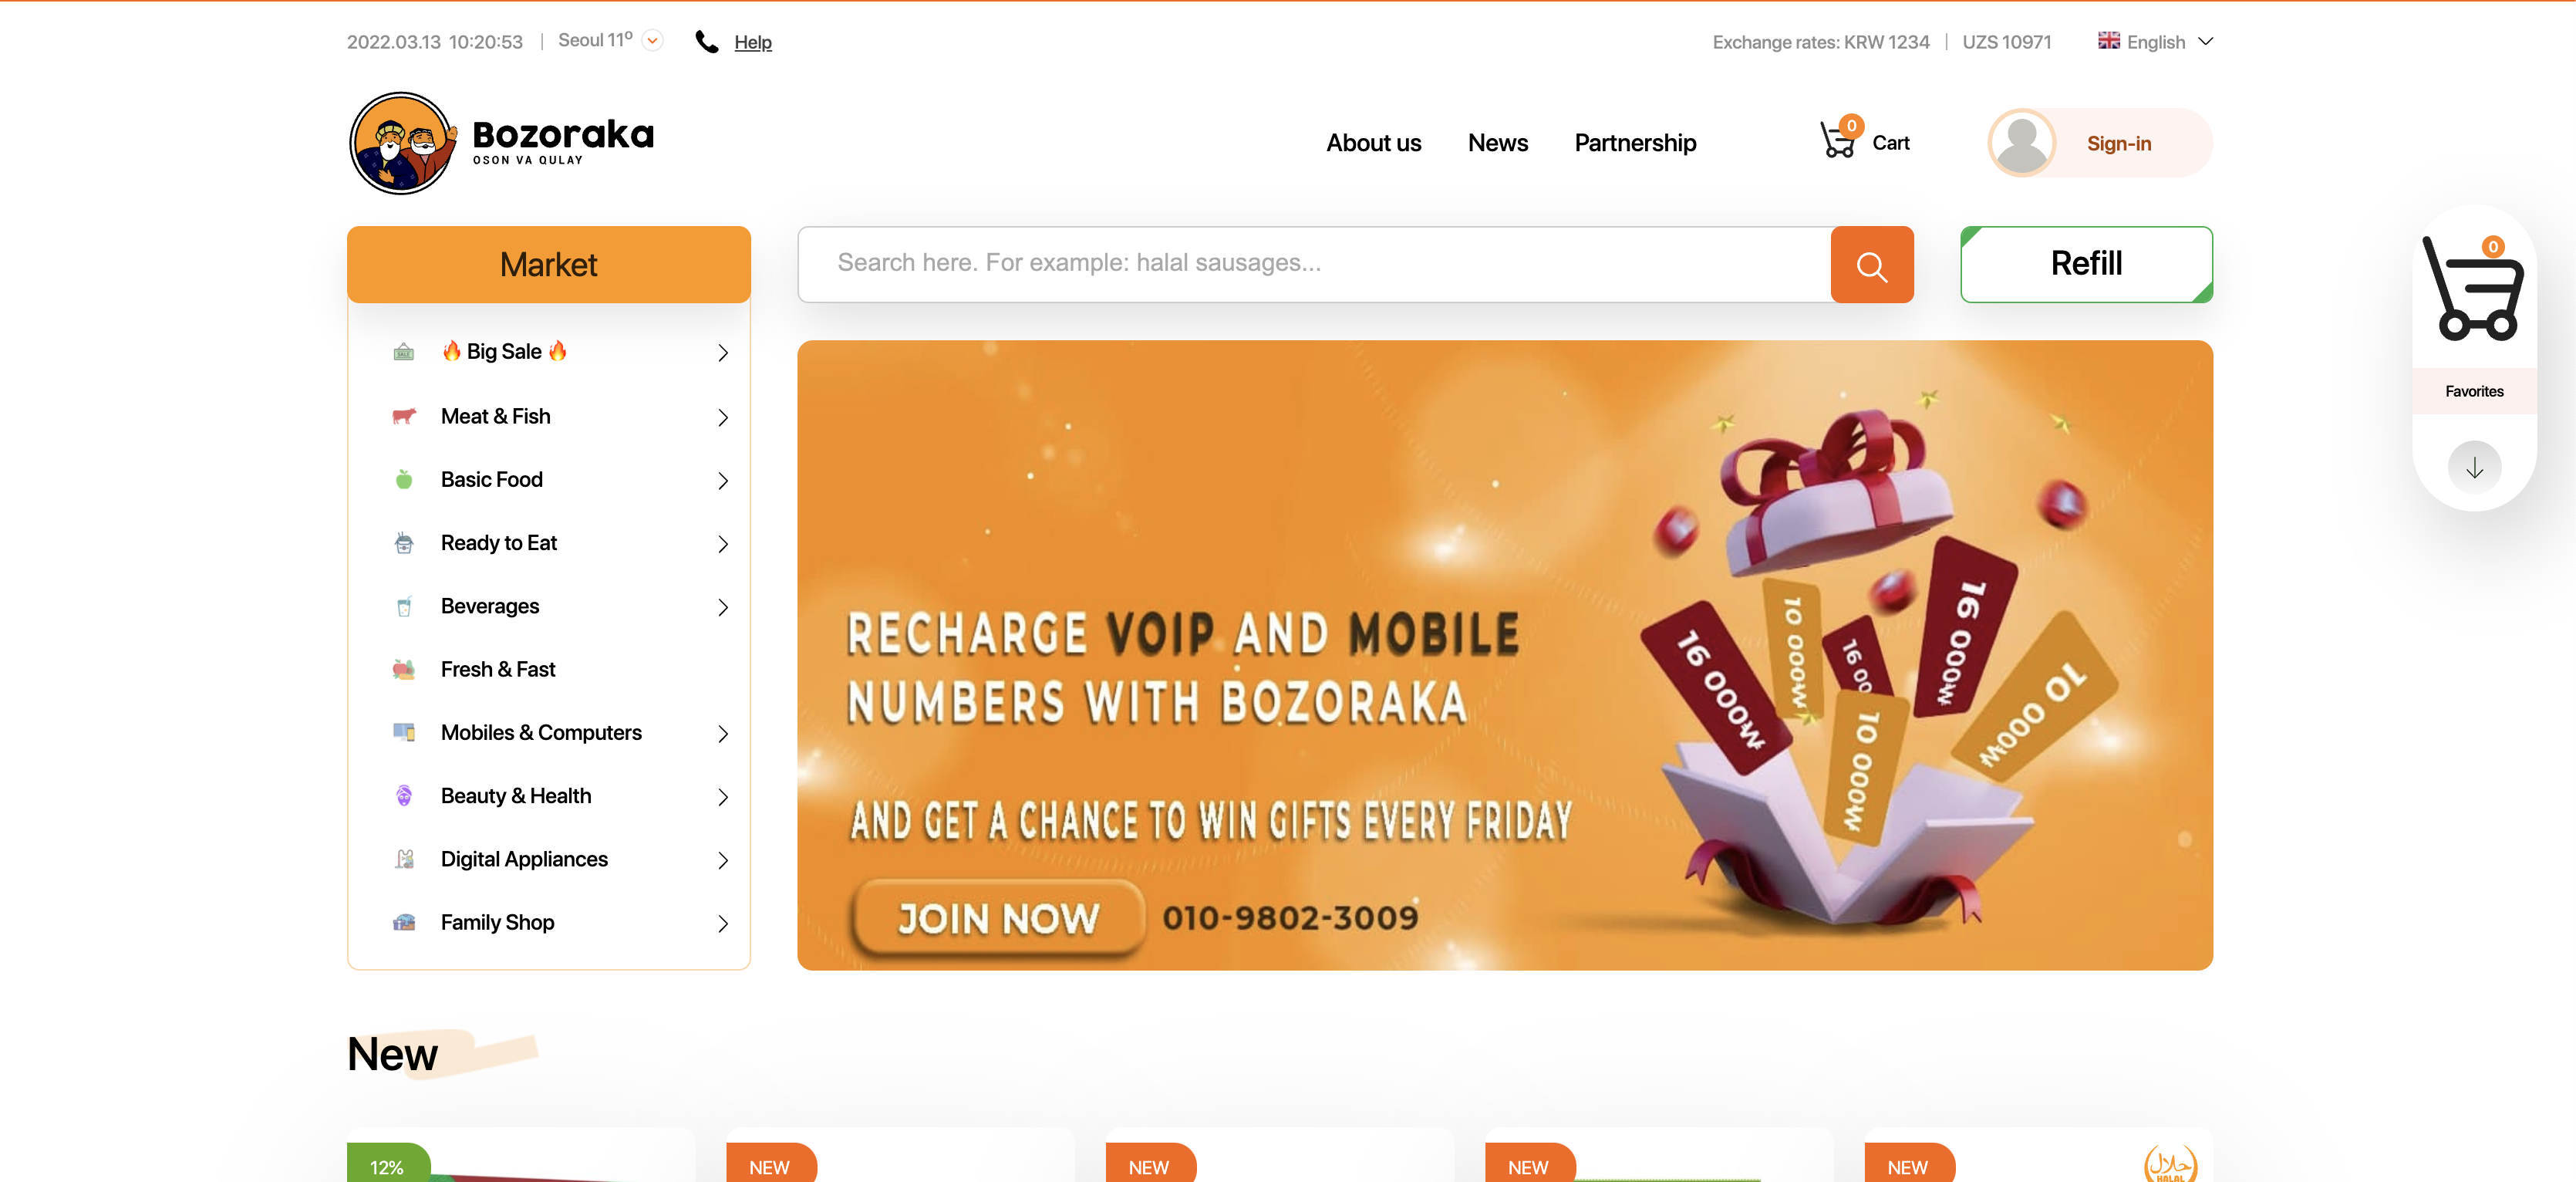 2022.03.13 10:20:53 | Seoul 11⁰ Help
Exchange rates: KRW 1234 | UZS 10971 English
Bozoraka
OSON VA QULAY
About us News Partnership 0 Cart Sign-in
Market
Search here. For example: halal sausages...
Refill
0
Favorites
🔥 Big Sale 🔥
Meat & Fish
Basic Food
Ready to Eat
Beverages
Fresh & Fast
Mobiles & Computers
Beauty & Health
Digital Appliances
Family Shop
RECHARGE VOIP AND MOBILE
NUMBERS WITH BOZORAKA
AND GET A CHANCE TO WIN GIFTS EVERY FRIDAY
JOIN NOW 010-9802-3009
16 000₩
10 000₩
16 00
16 000₩
10 000₩
10 000₩
New
12%
NEW
NEW
NEW
NEW
حلال
HALAL